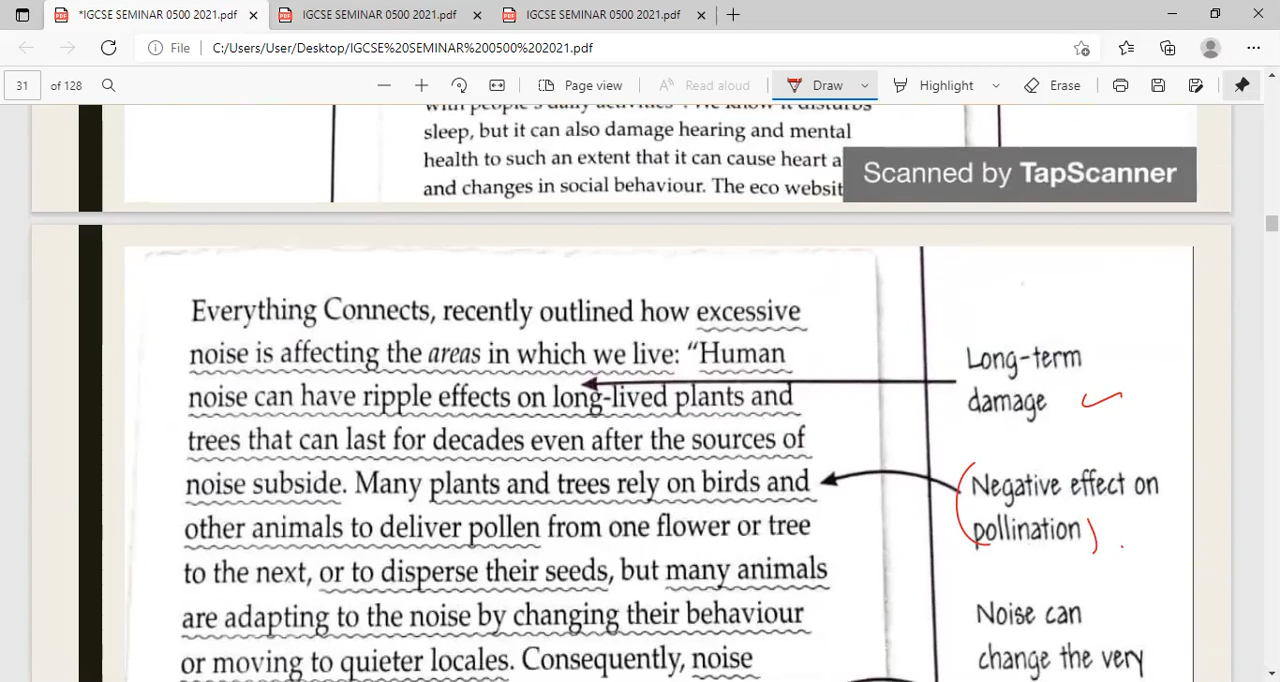 *IGCSE SEMINAR 0500 2021.pdf
IGCSE SEMINAR 0500 2021.pdf
IGCSE SEMINAR 0500 2021.pdf
File
C:/Users/User/Desktop/IGCSE%20SEMINAR%200500%202021.pdf
31 of 128
Page view
Read aloud
Draw
Highlight
Erase
with people's daily activities
sleep, but it can also damage hearing and mental
health to such an extent that it can cause heart a
and changes in social behaviour. The eco websit
Scanned by TapScanner
Everything Connects, recently outlined how excessive
noise is affecting the areas in which we live: “Human
noise can have ripple effects on long-lived plants and
trees that can last for decades even after the sources of
noise subside. Many plants and trees rely on birds and
other animals to deliver pollen from one flower or tree
to the next, or to disperse their seeds, but many animals
are adapting to the noise by changing their behaviour
or moving to quieter locales. Consequently, noise
Long-term
damage
Negative effect on
pollination
Noise can
change the very